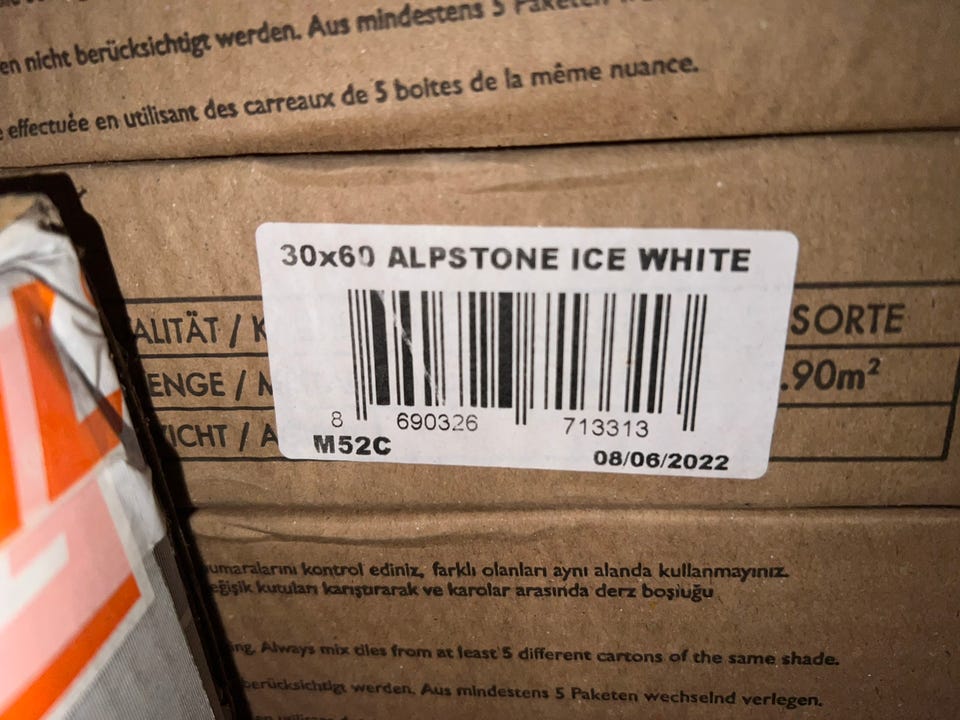 en nicht berücksichtigt werden. Aus mindestens 5 Paketen
effectuée en utilisant des carreaux de 5 boites de la même nuance.
30x60 ALPSTONE ICE WHITE
ALITÄT / K
SORTE
ENGE / M
.90m²
ICHT / A
8 690326 713313
M52C
08/06/2022
umaralarını kontrol ediniz, farklı olanları aynı alanda kullanmayınız.
eğişik kutuları karıştırarak ve karolar arasında derz boşluğu
ng. Always mix tiles from at least 5 different cartons of the same shade.
berücksichtigt werden. Aus mindestens 5 Paketen wechselnd verlegen.